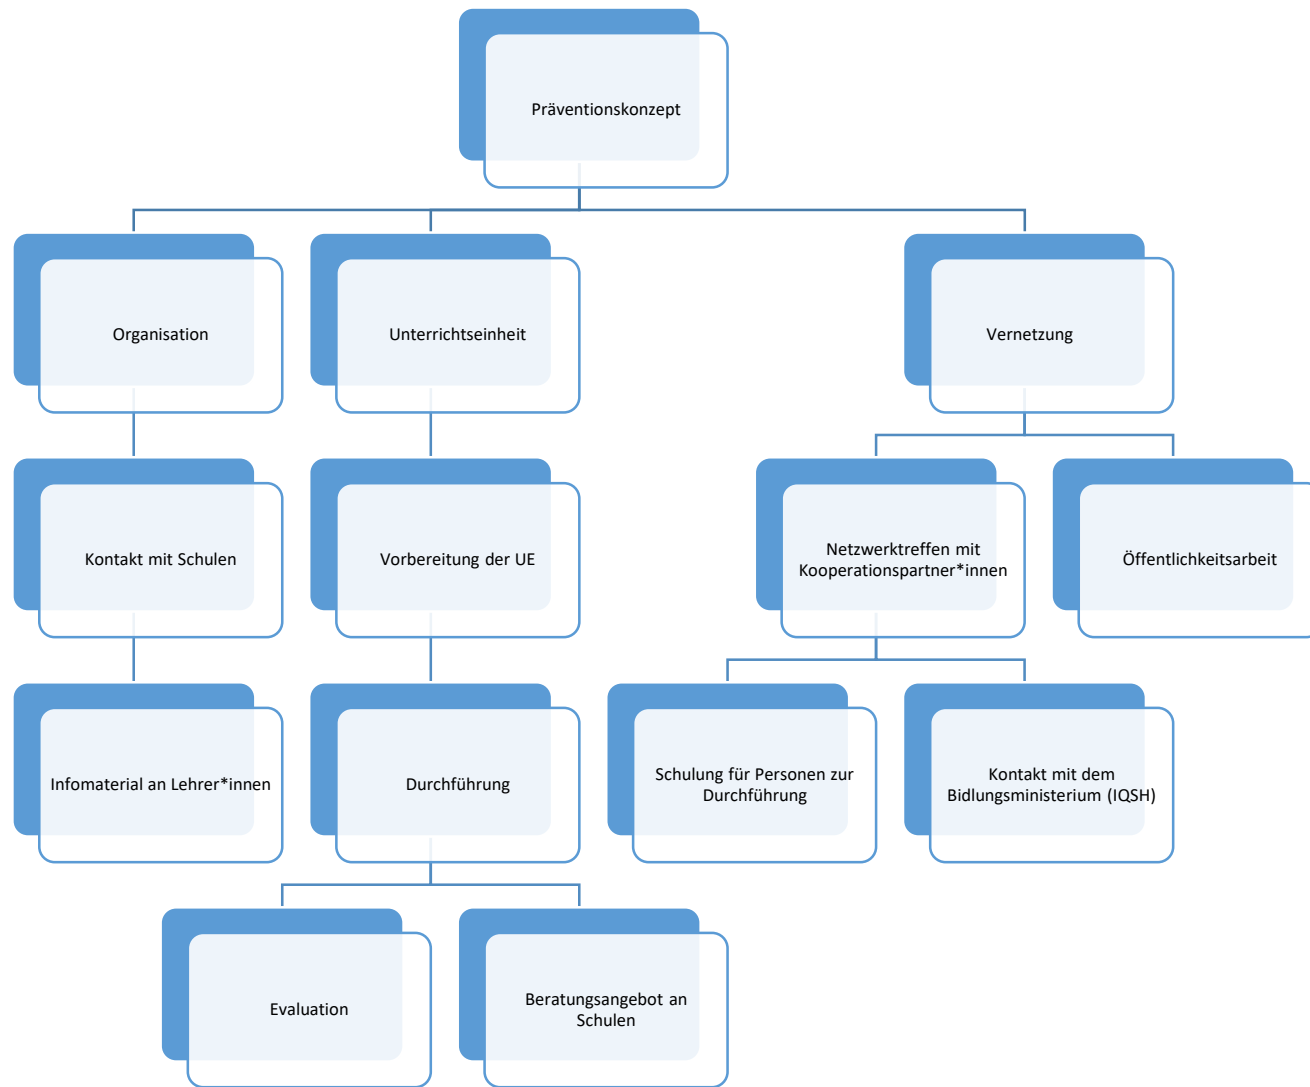 Präventionskonzept
Organisation
Unterrichtseinheit
Vernetzung
Kontakt mit Schulen
Vorbereitung der UE
Netzwerktreffen mit
Kooperationspartner*innen
Öffentlichkeitsarbeit
Infomaterial an Lehrer*innen
Durchführung
Schulung für Personen zur
Durchführung
Kontakt mit dem
Bidlungsministerium (IQSH)
Evaluation
Beratungsangebot an
Schulen